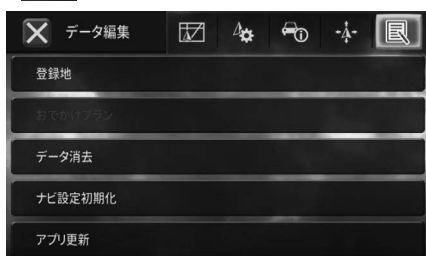 データ編集
登録地
おでかけプラン
データ消去
ナビ設定初期化
アプリ更新